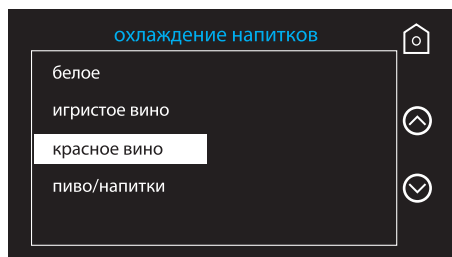 охлаждение напитков
белое
игристое вино
красное вино
пиво/напитки